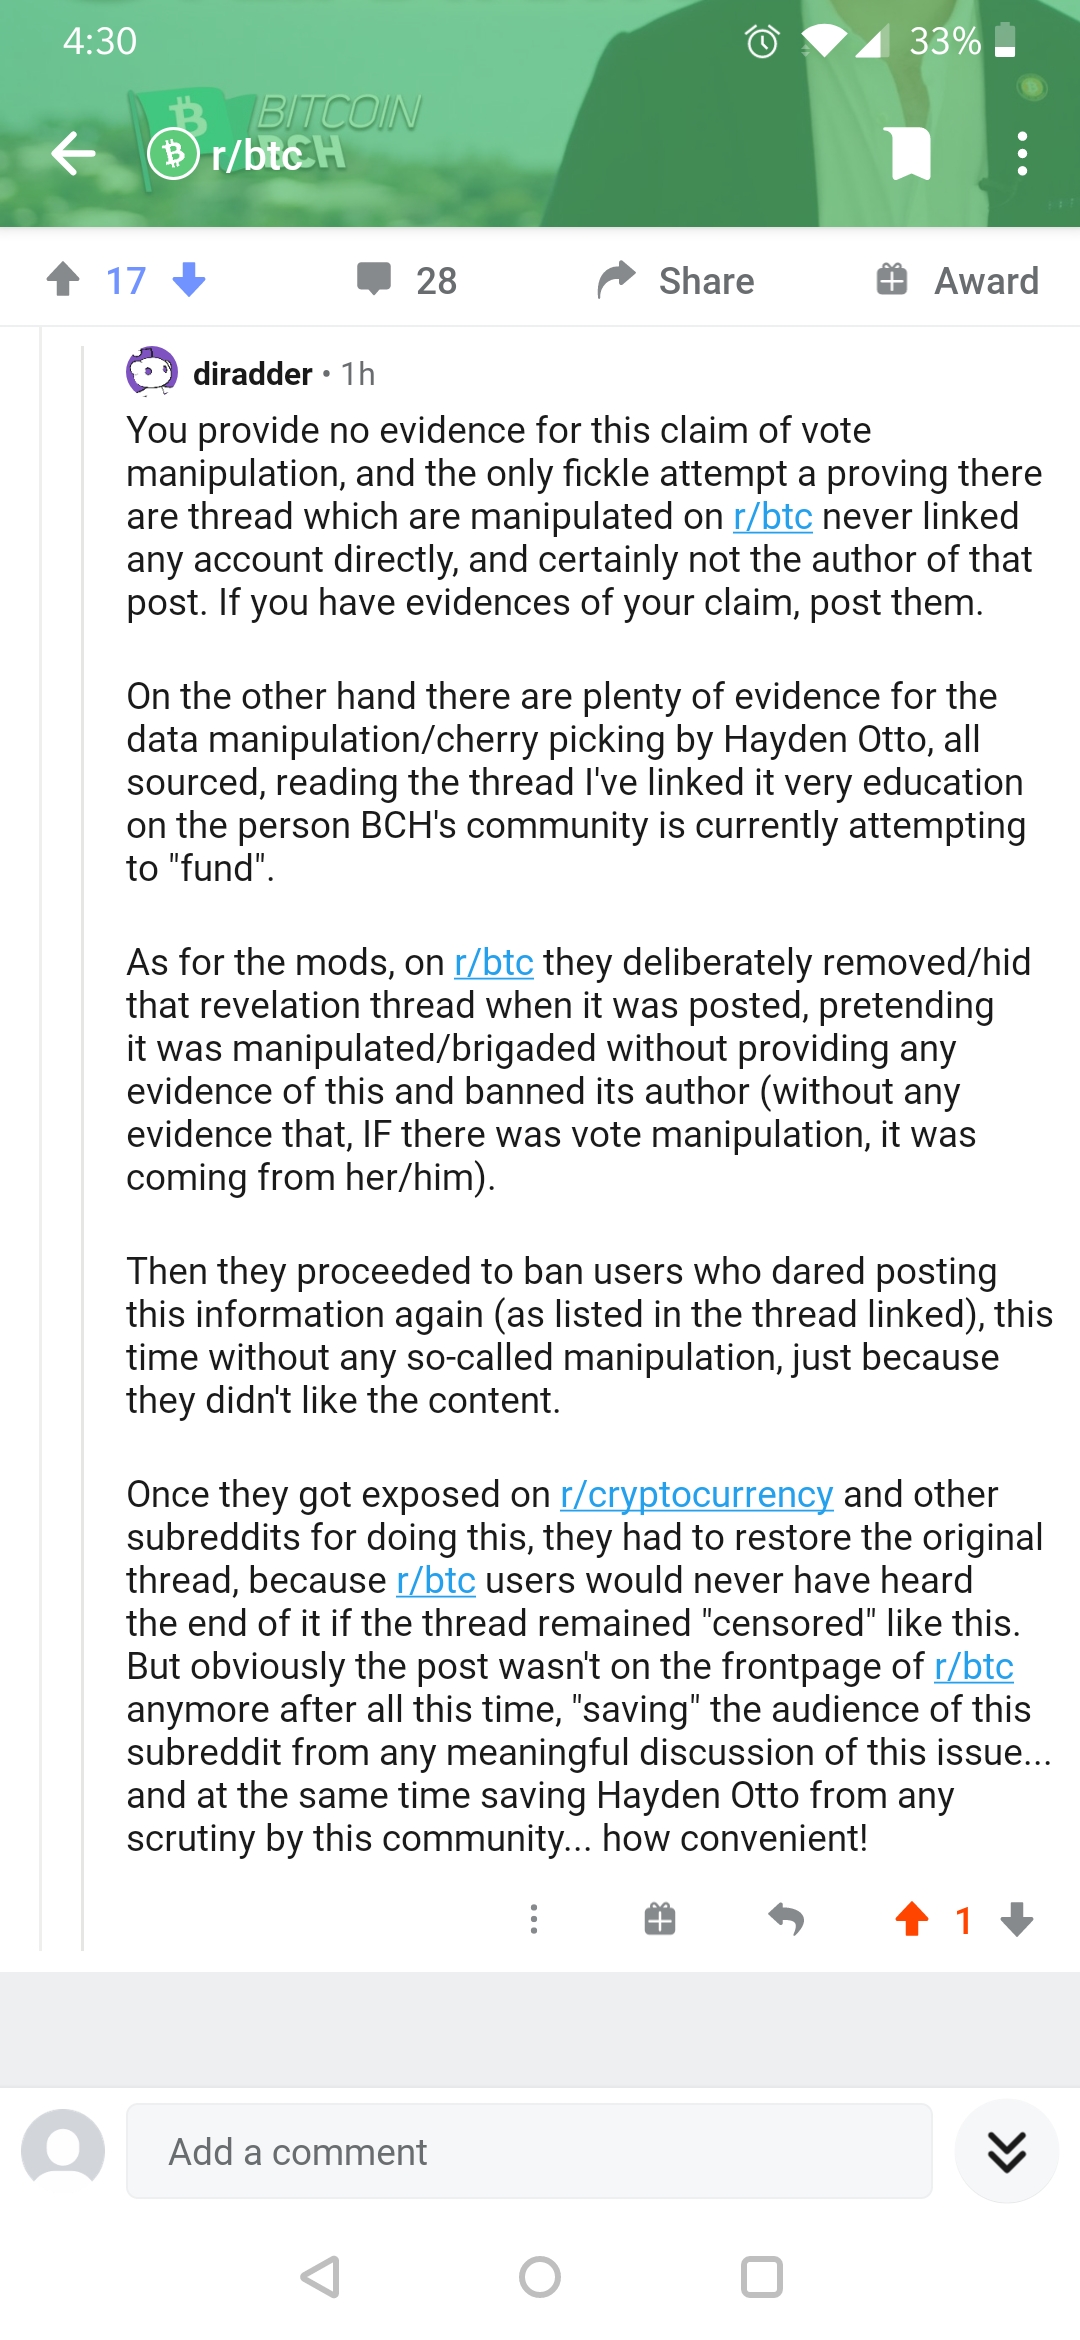 4:30
33%
BITCOIN
BCH
r/btc
17
28
Share
Award
diradder • 1h
You provide no evidence for this claim of vote
manipulation, and the only fickle attempt a proving there
are thread which are manipulated on r/btc never linked
any account directly, and certainly not the author of that
post. If you have evidences of your claim, post them.
On the other hand there are plenty of evidence for the
data manipulation/cherry picking by Hayden Otto, all
sourced, reading the thread I've linked it very education
on the person BCH's community is currently attempting
to "fund".
As for the mods, on r/btc they deliberately removed/hid
that revelation thread when it was posted, pretending
it was manipulated/brigaded without providing any
evidence of this and banned its author (without any
evidence that, IF there was vote manipulation, it was
coming from her/him).
Then they proceeded to ban users who dared posting
this information again (as listed in the thread linked), this
time without any so-called manipulation, just because
they didn't like the content.
Once they got exposed on r/cryptocurrency and other
subreddits for doing this, they had to restore the original
thread, because r/btc users would never have heard
the end of it if the thread remained "censored" like this.
But obviously the post wasn't on the frontpage of r/btc
anymore after all this time, "saving" the audience of this
subreddit from any meaningful discussion of this issue...
and at the same time saving Hayden Otto from any
scrutiny by this community... how convenient!
1
Add a comment